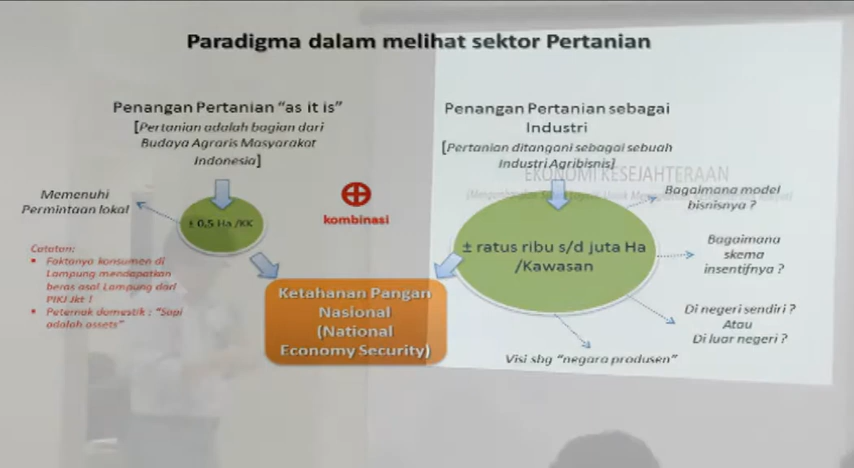 Paradigma dalam melihat sektor Pertanian
Penangan Pertanian "as it is"
[Pertanian adalah bagian dari
Budaya Agraris Masyarakat
Indonesia]
Penangan Pertanian sebagai
Industri
[Pertanian ditangani sebagai sebuah
Industri Agribisnis]
EKONOMI KESEJAHTERAAN
Memenuhi
Permintaan lokal
± 0,5 Ha /KK
kombinasi
± ratus ribu s/d juta Ha
/Kawasan
Bagaimana model
bisnisnya ?
Bagaimana
skema
insentifnya ?
Di negeri sendiri ?
Atau
Di luar negeri ?
Visi sbg "negara produsen"
Catatan:
Faktanya konsumen di
Lampung mendapatkan
beras asal Lampung dari
PIKJ Jkt !
Peternak domestik : "Sapi
adalah assets"
Ketahanan Pangan
Nasional
(National
Economy Security)